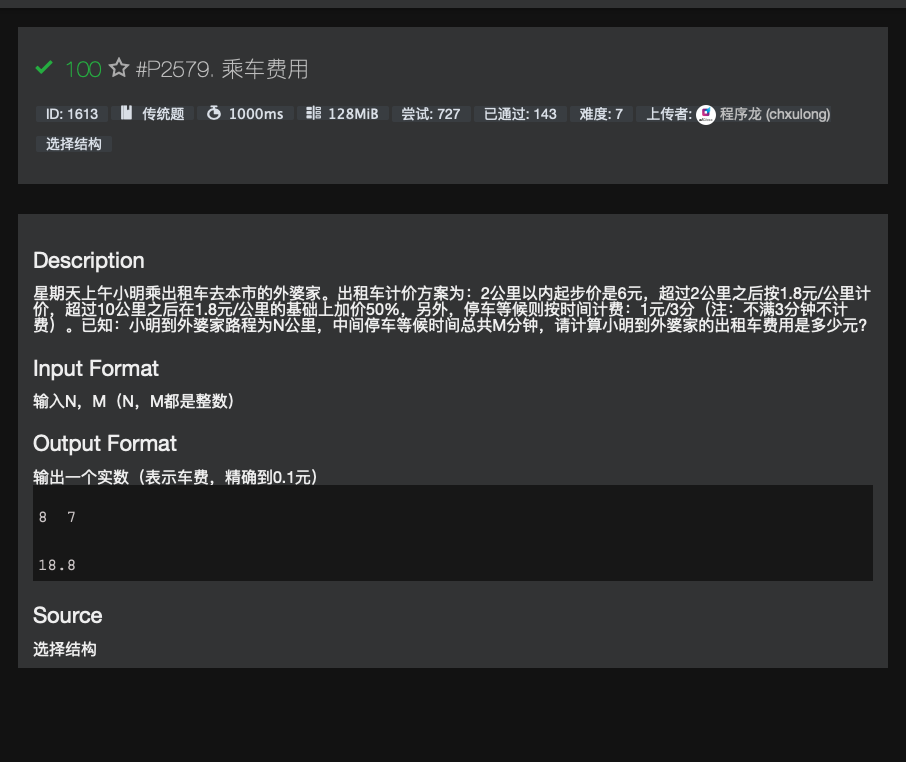 100 #P2579. 乘车费用
ID: 1613 传统题 1000ms 128MiB 尝试: 727 已通过: 143 难度: 7 上传者: 程序龙 (chxulong)
选择结构
Description
星期天上午小明乘出租车去本市的外婆家。出租车计价方案为：2公里以内起步价是6元，超过2公里之后按1.8元/公里计
价，超过10公里之后在1.8元/公里的基础上加价50%，另外，停车等候则按时间计费：1元/3分（注：不满3分钟不计
费）。已知：小明到外婆家路程为N公里，中间停车等候时间总共M分钟，请计算小明到外婆家的出租车费用是多少元?
Input Format
输入N，M（N，M都是整数）
Output Format
输出一个实数（表示车费，精确到0.1元）
8  7
18.8
Source
选择结构